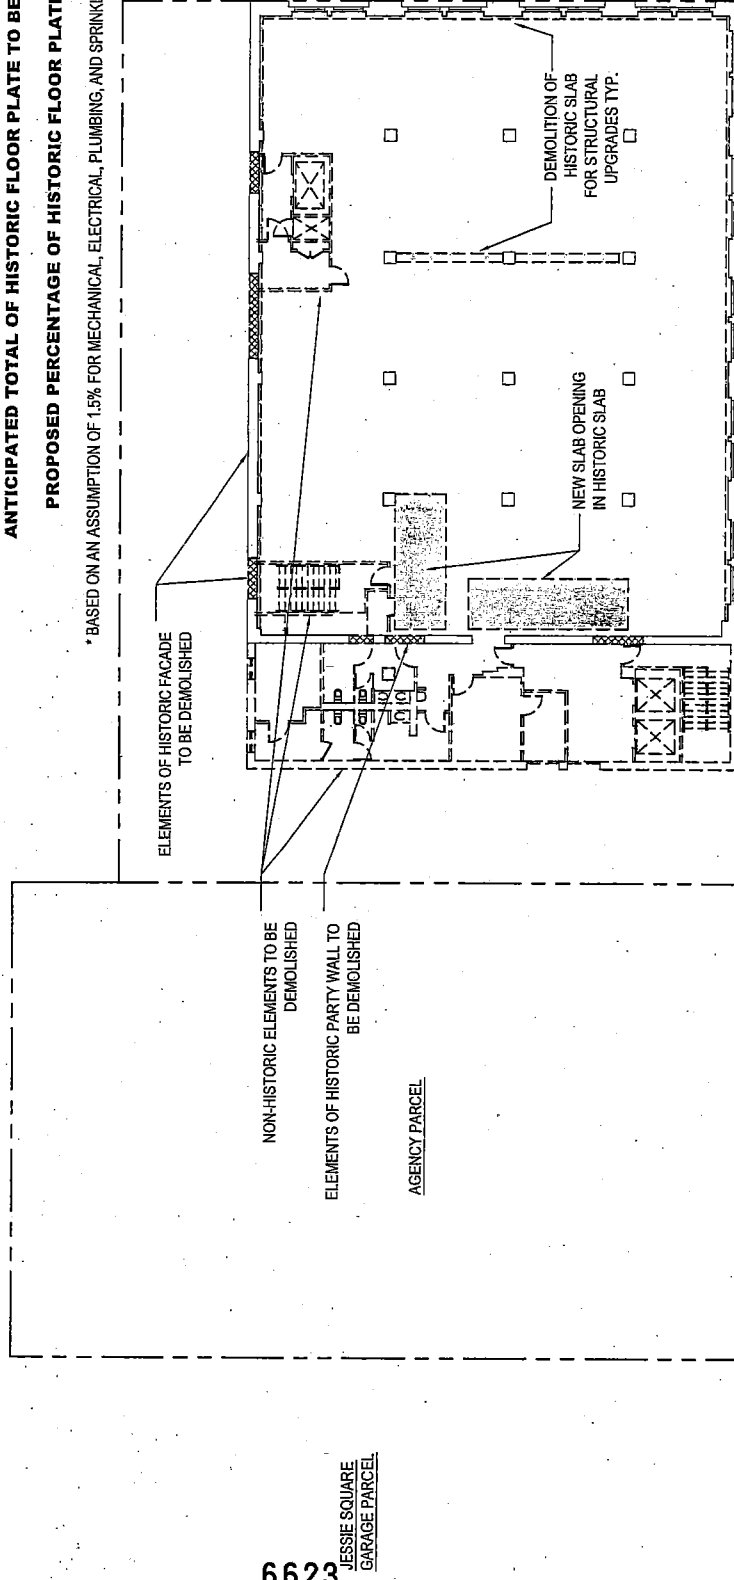 ANTICIPATED TOTAL OF HISTORIC FLOOR PLATE TO BE
PROPOSED PERCENTAGE OF HISTORIC FLOOR PLATE
* BASED ON AN ASSUMPTION OF 1.5% FOR MECHANICAL, ELECTRICAL, PLUMBING, AND SPRINK
ELEMENTS OF HISTORIC FACADE
TO BE DEMOLISHED
DEMOLITION OF
HISTORIC SLAB
FOR STRUCTURAL
UPGRADES TYP.
NEW SLAB OPENING
IN HISTORIC SLAB
NON-HISTORIC ELEMENTS TO BE
DEMOLISHED
ELEMENTS OF HISTORIC PARTY WALL TO
BE DEMOLISHED
AGENCY PARCEL
JESSIE SQUARE
GARAGE PARCEL
6623